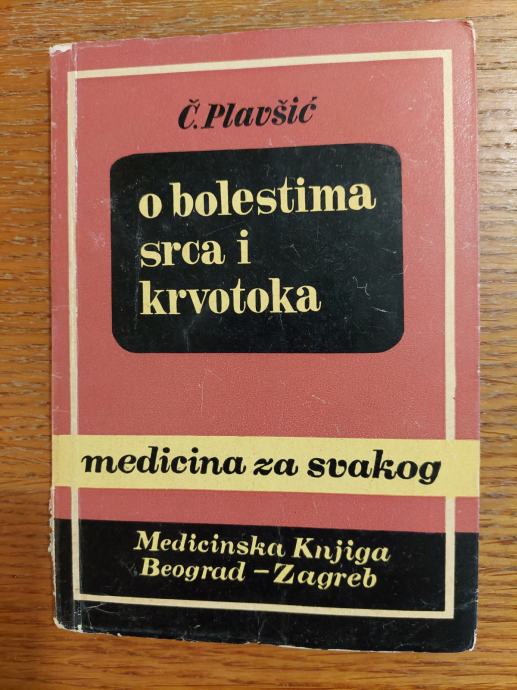 Č. Plavšić
o bolestima
srca i
krvotoka
medicina za svakog
Medicinska Knjiga
Beograd – Zagreb